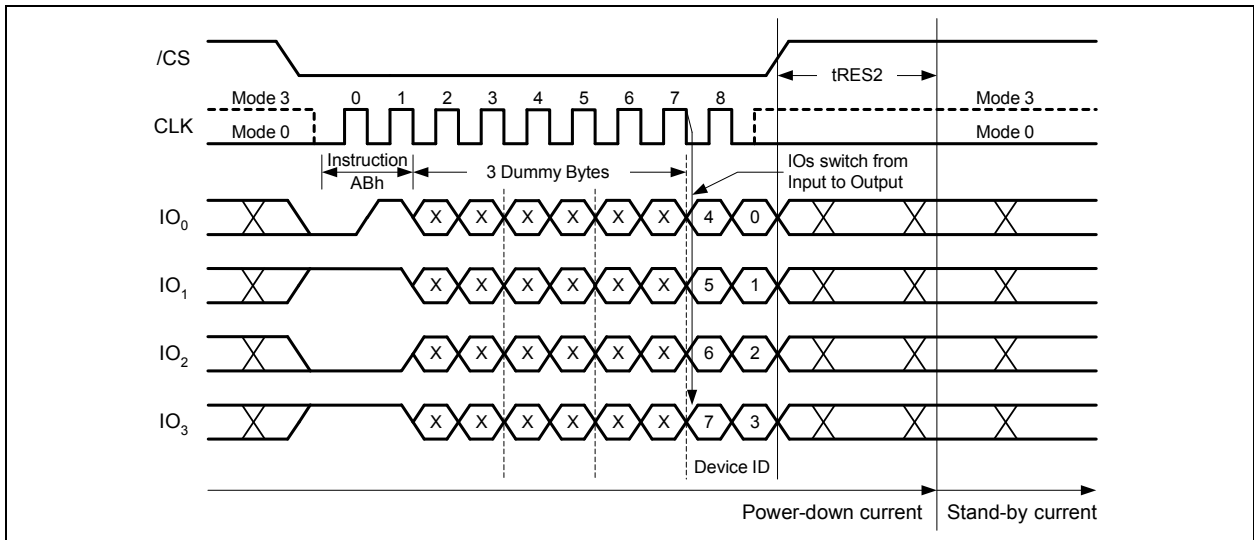 /CS
tRES2
Mode 3 0 1 2 3 4 5 6 7 8 Mode 3
CLK
Mode 0 Mode 0
Instruction
ABh
3 Dummy Bytes
IOs switch from
Input to Output
IO0 X X X X X X 4 0
IO1 X X X X X X 5 1
IO2 X X X X X X 6 2
IO3 X X X X X X 7 3
Device ID
Power-down current Stand-by current